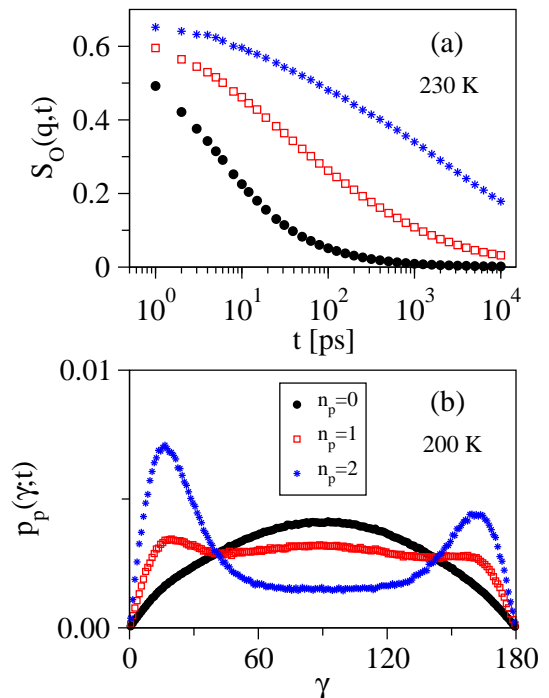 (a)
0.6
230 K
0.4
S_O(q,t)
0.2
0
10^0 10^1 10^2 10^3 10^4
t [ps]
0.01
n_p=0
(b)
n_p=1
200 K
n_p=2
p_p(γ;t)
0.00
0 60 120 180
γ